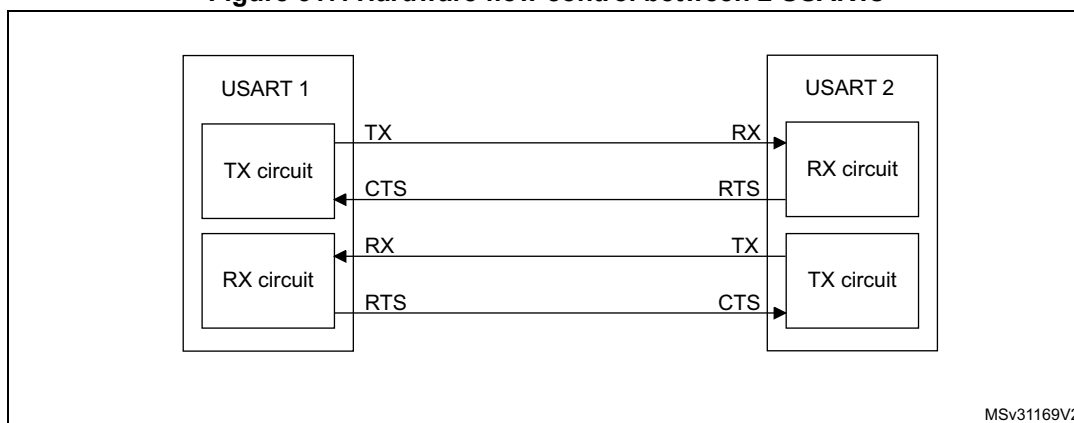 USART 1
USART 2
TX circuit
TX
RX
RX circuit
CTS
RTS
RX circuit
RX
TX
TX circuit
RTS
CTS
MSv31169V2